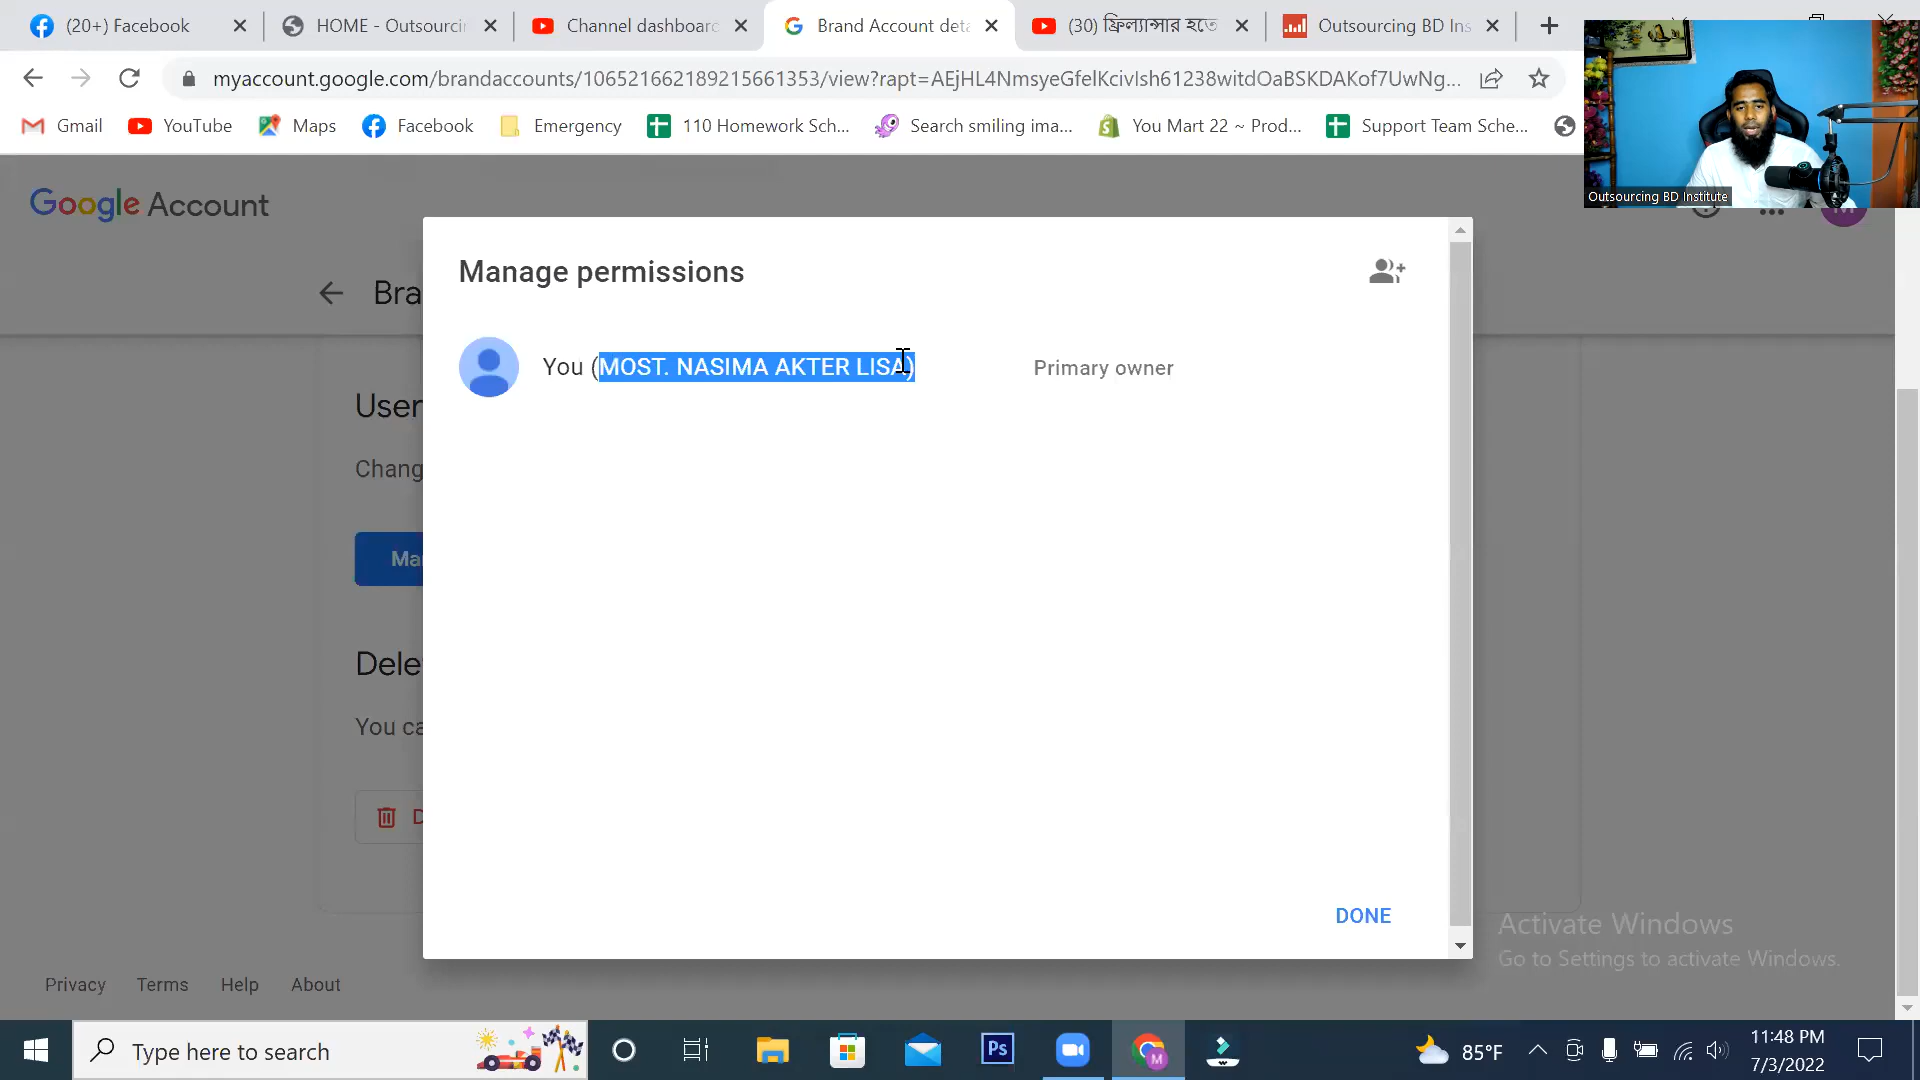 (20+) Facebook
HOME - Outsourci
Channel dashboard
Brand Account deta
(30) ফ্রিল্যান্সার হতে
Outsourcing BD Ins
myaccount.google.com/brandaccounts/106521662189215661353/view?rapt=AEjHL4NmsyeGfelKcivIsh61238witdOaBSKDAKof7UwNg...
Gmail
YouTube
Maps
Facebook
Emergency
110 Homework Sch...
Search smiling ima...
You Mart 22 ~ Prod...
Support Team Sche...
Outsourcing BD Institute
Google Account
Bra
Manage permissions
You (MOST. NASIMA AKTER LISA)
Primary owner
User
Chang
Ma
Dele
You ca
D
DONE
Activate Windows
Go to Settings to activate Windows.
Privacy
Terms
Help
About
Type here to search
Ps
M
85°F
11:48 PM
7/3/2022